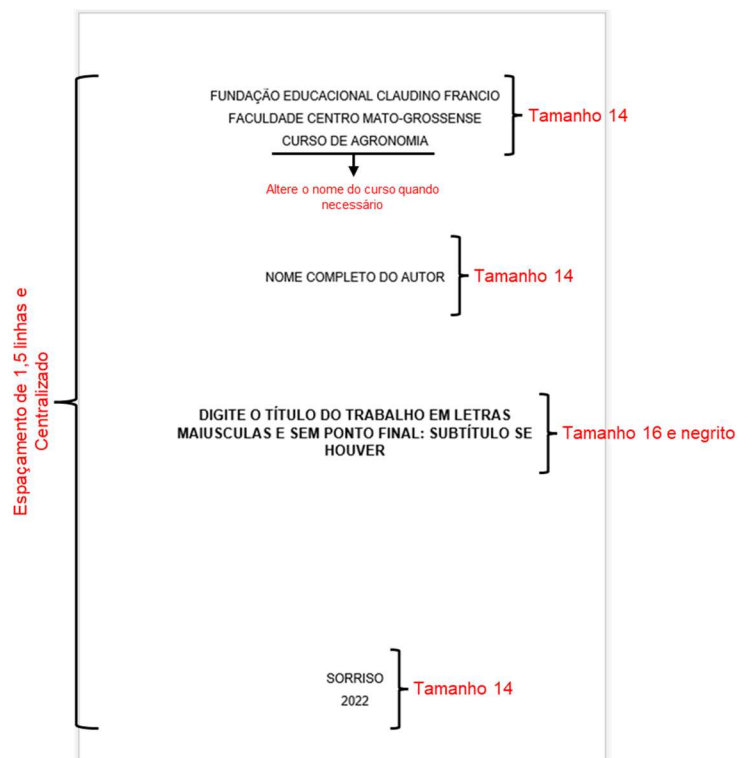 FUNDAÇÃO EDUCACIONAL CLAUDINO FRANCIO
FACULDADE CENTRO MATO-GROSSENSE
CURSO DE AGRONOMIA
Tamanho 14
Altere o nome do curso quando
necessário
NOME COMPLETO DO AUTOR
Tamanho 14
Espaçamento de 1,5 linhas e
Centralizado
DIGITE O TÍTULO DO TRABALHO EM LETRAS
MAIUSCULAS E SEM PONTO FINAL: SUBTÍTULO SE
HOUVER
Tamanho 16 e negrito
SORRISO
2022
Tamanho 14